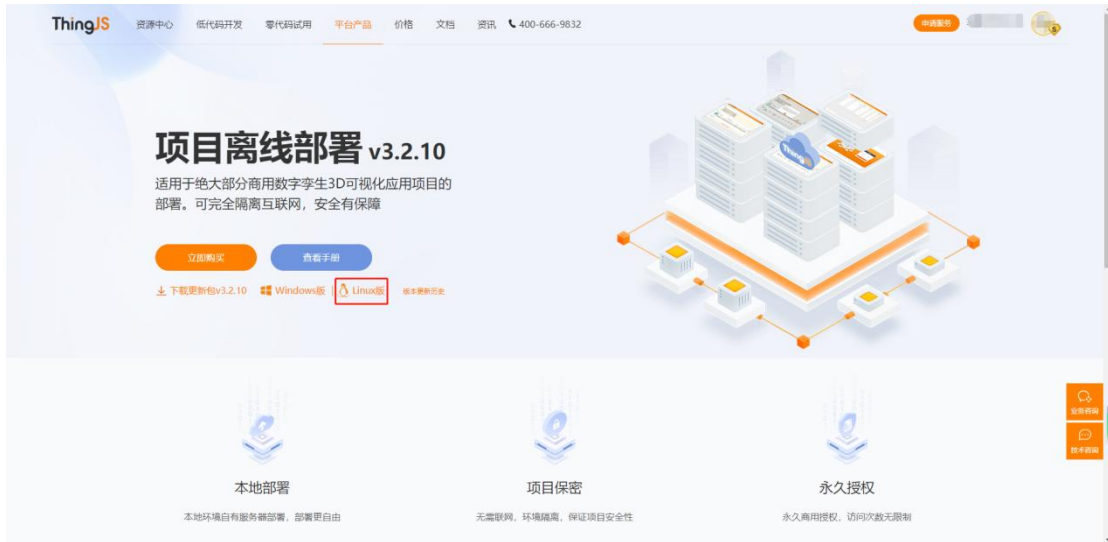 ThingJS 资源中心 低代码开发 零代码试用 平台产品 价格 文档 资讯 400-666-9832 申请服务
项目离线部署 v3.2.10
适用于绝大部分商用数字孪生3D可视化应用项目的
部署。可完全隔离互联网，安全有保障
立即购买 查看手册
下载更新包v3.2.10 Windows版 | Linux版 版本更新历史
业务咨询
技术咨询
本地部署 项目保密 永久授权
本地环境自有服务器部署，部署更自由 无需联网，环境隔离，保证项目安全性 永久商用授权，访问次数无限制